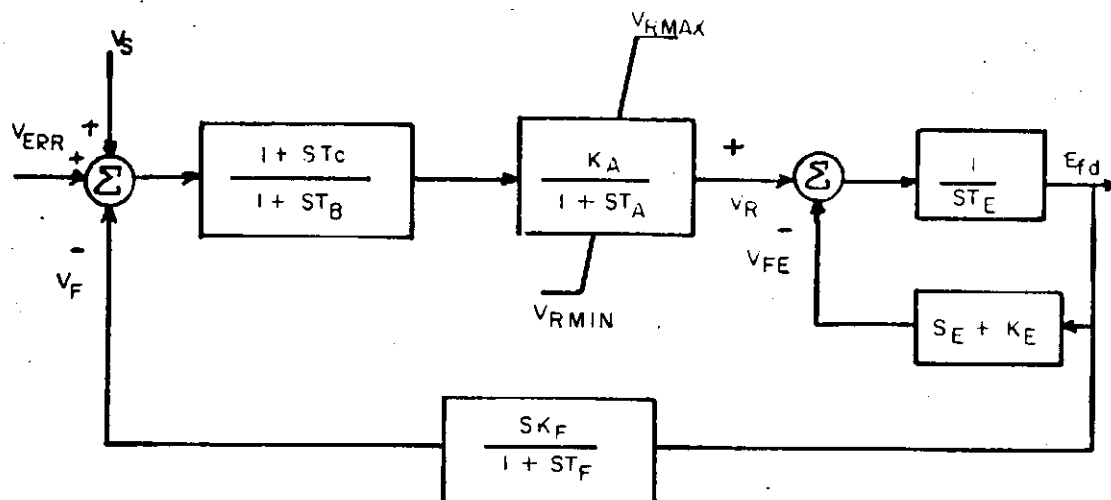 V_RMAX
V_S
V_ERR
+
+
Σ
-
V_F
1 + ST_C
1 + ST_B
K_A
1 + ST_A
V_RMIN
+
V_R
Σ
-
V_FE
1
ST_E
E_fd
S_E + K_E
SK_F
1 + ST_F